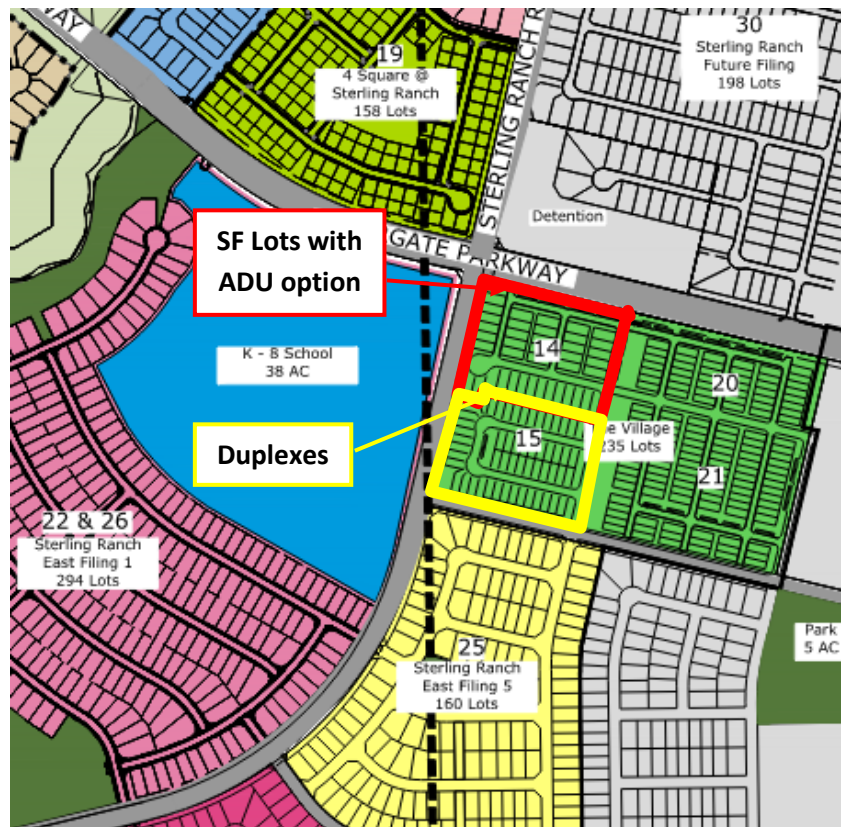 WAY
19
4 Square @
Sterling Ranch
158 Lots
STERLING RANCH R
30
Sterling Ranch
Future Filing
198 Lots
Detention
SF Lots with
ADU option
GATE PARKWAY
K - 8 School
38 AC
14
20
Duplexes
15
e Village
235 Lots
21
22 & 26
Sterling Ranch
East Filing 1
294 Lots
25
Sterling Ranch
East Filing 5
160 Lots
Park
5 AC